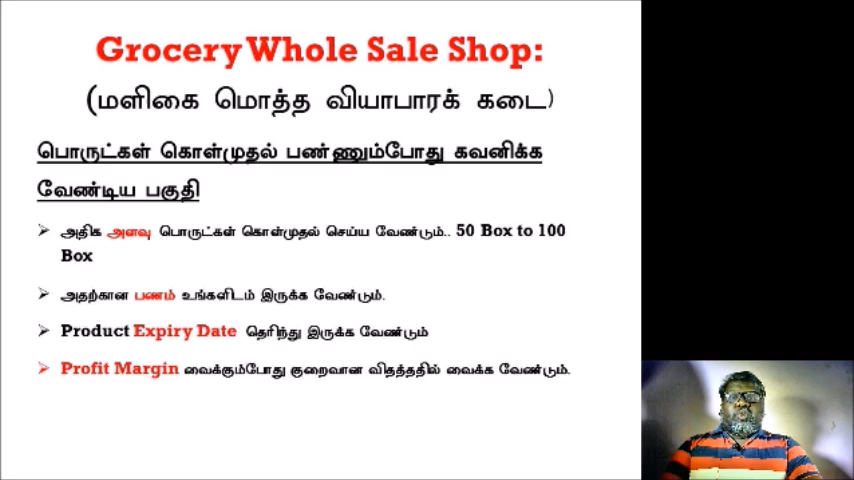 Grocery Whole Sale Shop:
(மளிகை மொத்த வியாபாரக் கடை)
பொருட்கள் கொள்முதல் பண்ணும்போது கவனிக்க
வேண்டிய பகுதி
அதிக அளவு பொருட்கள் கொள்முதல் செய்ய வேண்டும்.. 50 Box to 100
Box
அதற்கான பணம் உங்களிடம் இருக்க வேண்டும்.
Product Expiry Date தெரிந்து இருக்க வேண்டும்
Profit Margin வைக்கும்போது குறைவான விதத்ததில் வைக்க வேண்டும்.